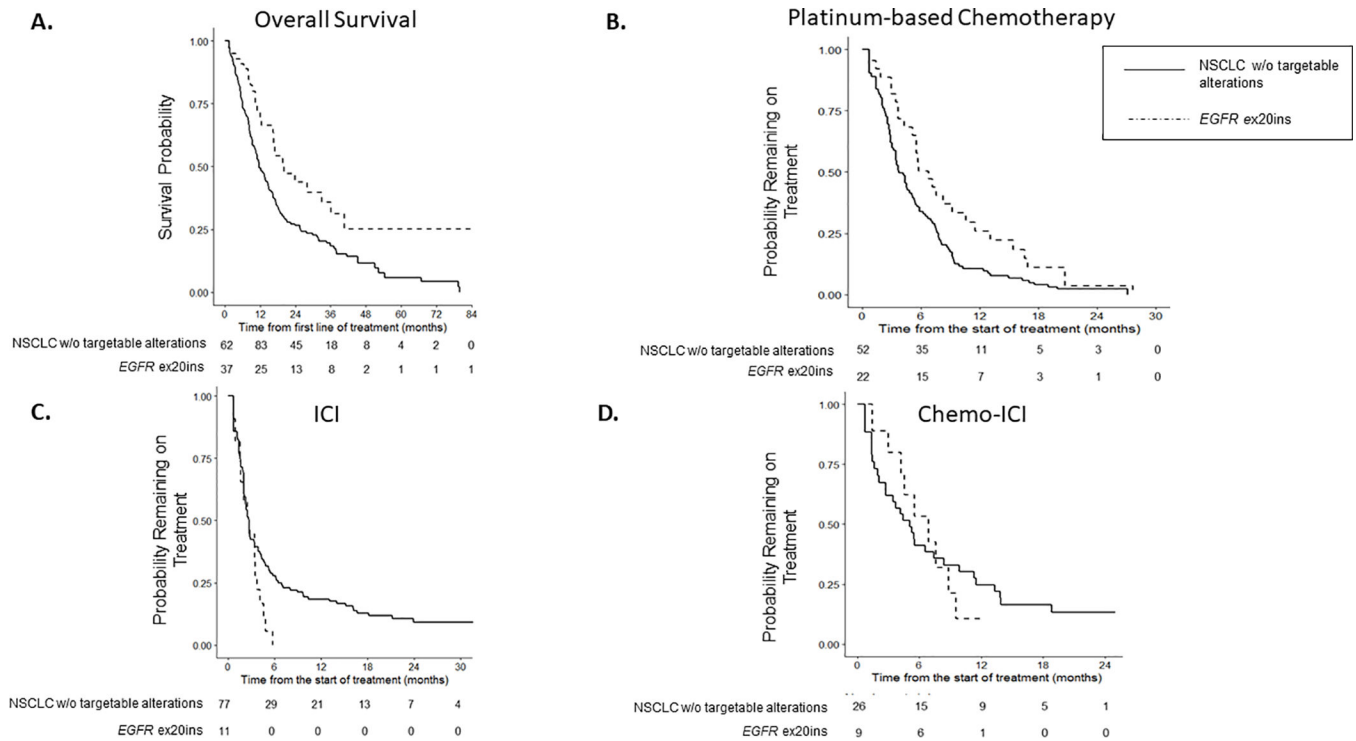 A.
Overall Survival
1.00
0.75
0.50
0.25
0.00
Survival Probability
0 12 24 36 48 60 72 84
Time from first line of treatment (months)
NSCLC w/o targetable alterations 62 83 45 18 8 4 2 0
EGFR ex20ins 37 25 13 8 2 1 1 1
B.
Platinum-based Chemotherapy
NSCLC w/o targetable
alterations
EGFR ex20ins
1.00
0.75
0.50
0.25
0.00
Probability Remaining on
Treatment
0 6 12 18 24 30
Time from the start of treatment (months)
NSCLC w/o targetable alterations 52 35 11 5 3 0
EGFR ex20ins 22 15 7 3 1 0
C.
ICI
1.00
0.75
0.50
0.25
0.00
Probability Remaining on
Treatment
0 6 12 18 24 30
Time from the start of treatment (months)
NSCLC w/o targetable alterations 77 29 21 13 7 4
EGFR ex20ins 11 0 0 0 0 0
D.
Chemo-ICI
1.00
0.75
0.50
0.25
0.00
Probability Remaining on
Treatment
0 6 12 18 24
Time from the start of treatment (months)
NSCLC w/o targetable alterations 26 15 9 5 1
EGFR ex20ins 9 6 1 0 0